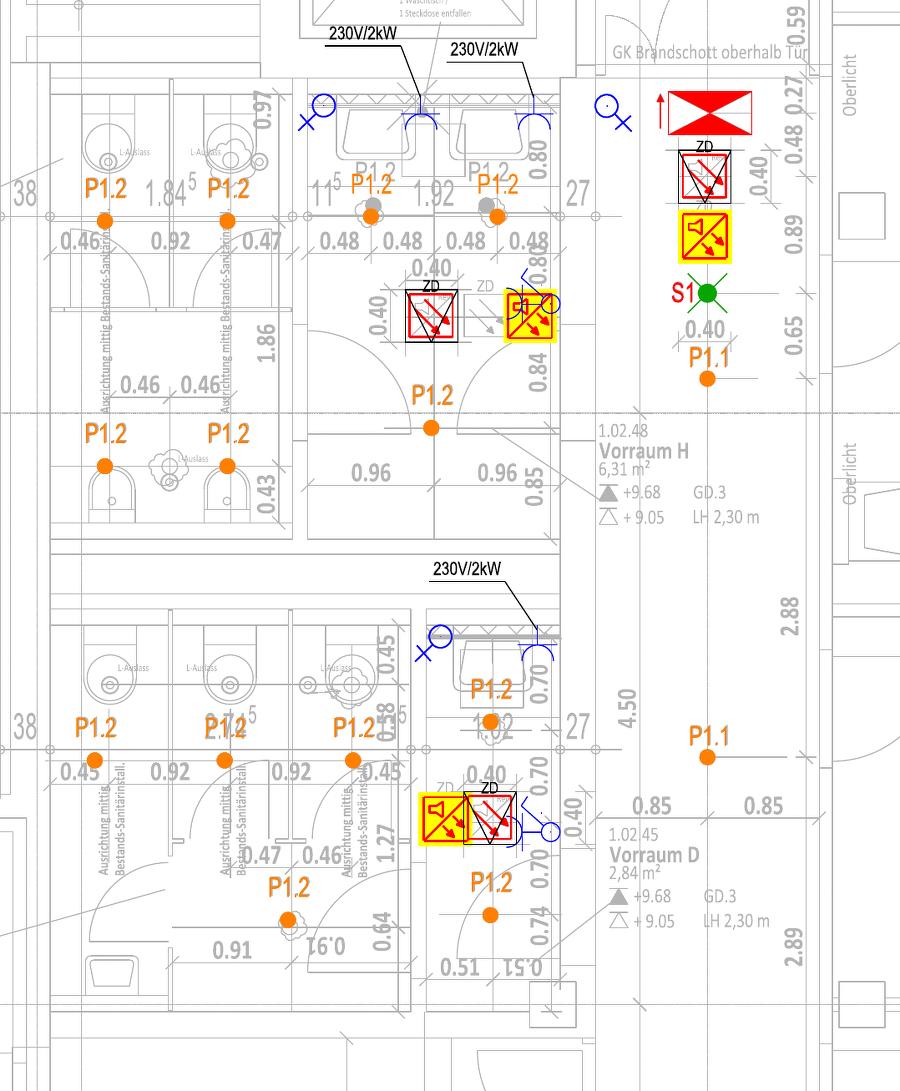 1 Waschtisch /
1 Steckdose entfallen
230V/2kW
230V/2kW
GK Brandschott oberhalb Tür
0.59
Oberlicht
0.97
0.27
0.48
L-Auslass
L-Auslass
ZD
0.80
0.40
P1.2
P1.2
38
P1.2
1.84⁵
P1.2
11⁵
P1.2
1.92
P1.2
27
0.89
0.46
0.92
0.47
0.48
0.48
0.48
0.48
0.80
0.40
ZD
ZD
S1
0.40
0.40
0.65
Ausrichtung mittig Bestands-Sanitärin
Ausrichtung mittig Bestands-Sanitärin
1.86
0.84
P1.1
0.46
0.46
P1.2
P1.2
P1.2
1.02.48
Vorraum H
6,31 m²
+9.68
GD.3
+ 9.05
LH 2,30 m
Oberlicht
L-Auslass
0.43
0.96
0.96
0.85
230V/2kW
2.88
L-Auslass
L-Auslass
L-Auslass
0.45
0.70
P1.2
4.50
38
P1.2
P1.2
P1.2
0.58
1.02
27
P1.1
0.45
0.92
0.92
0.45
0.40
0.70
ZD
ZD
0.40
0.85
0.85
Ausrichtung mittig
Bestands-Sanitärinstall.
Ausrichtung mittig
Bestands-Sanitärinstall.
Ausrichtung mittig
Bestands-Sanitärinstall.
1.27
0.47
0.46
0.70
1.02.45
Vorraum D
2,84 m²
+9.68
GD.3
+ 9.05
LH 2,30 m
P1.2
P1.2
0.64
0.74
0.91
0.91
0.51
0.51
2.89